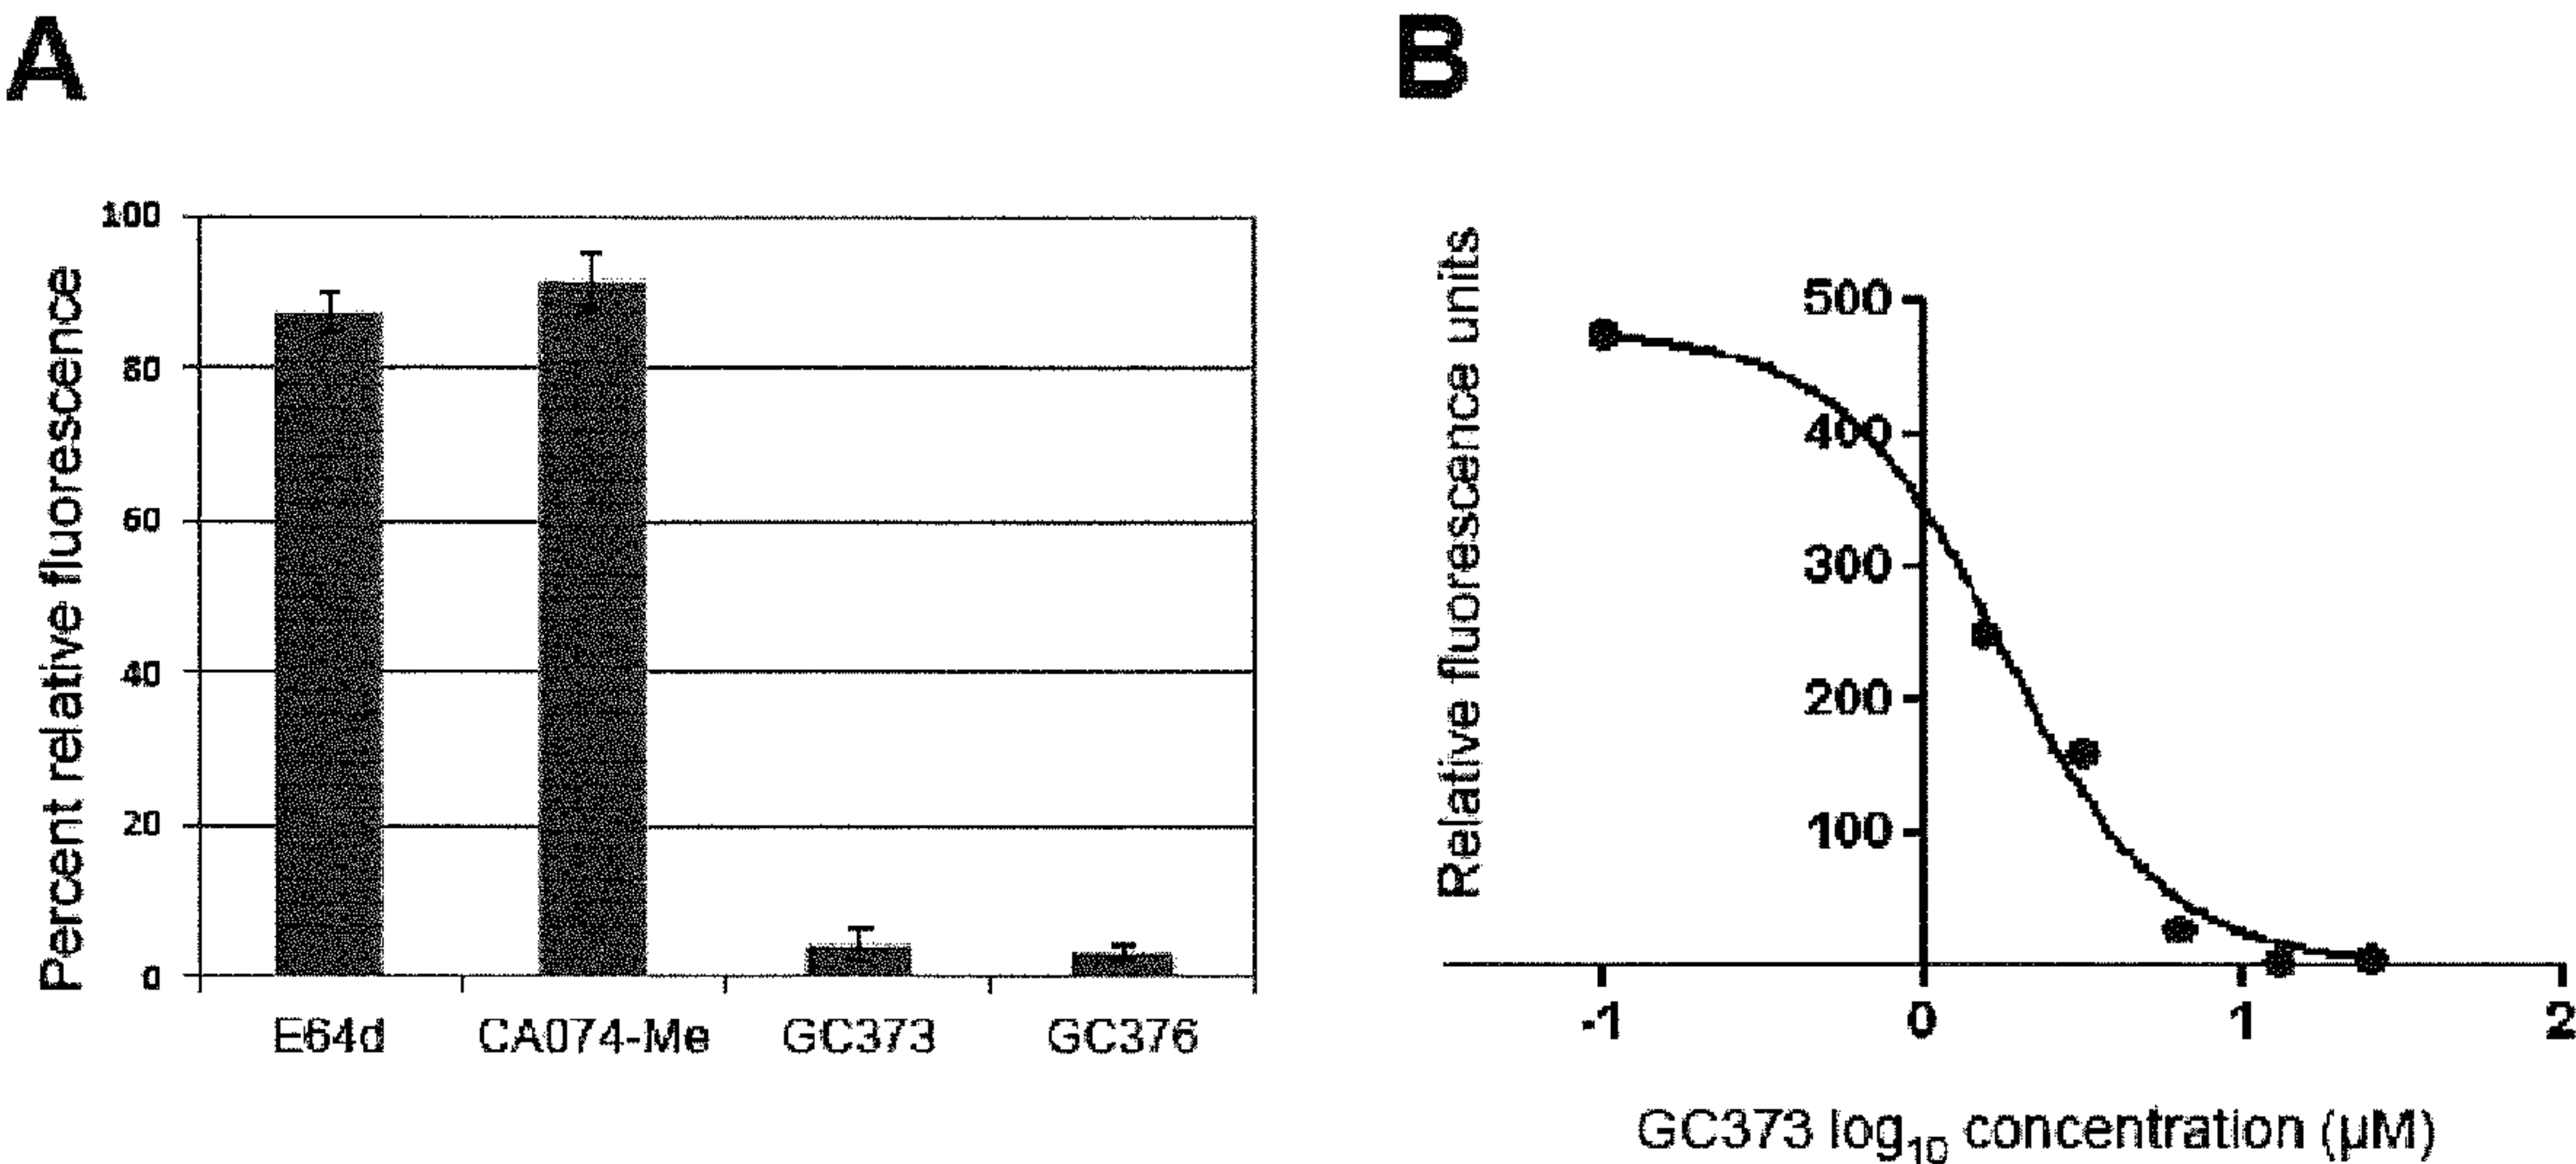 A
B
Percent relative fluorescence
100
80
60
40
20
0
E64d
CA074-Me
GC373
GC376
Relative fluorescence units
500
400
300
200
100
-1
0
1
2
GC373 log₁₀ concentration (µM)